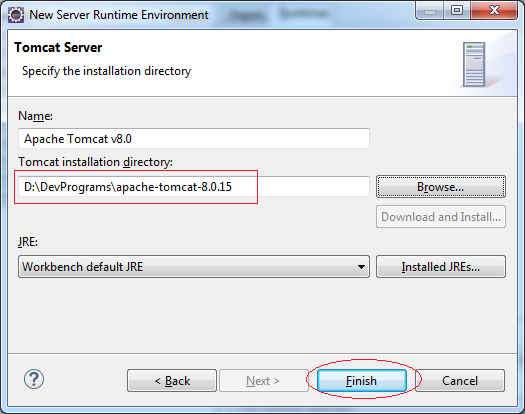 New Server Runtime Environment
Tomcat Server
Specify the installation directory
Name:
Apache Tomcat v8.0
Tomcat installation directory:
D:\DevPrograms\apache-tomcat-8.0.15
Browse...
Download and Install...
JRE:
Workbench default JRE
Installed JREs...
?
< Back
Next >
Finish
Cancel